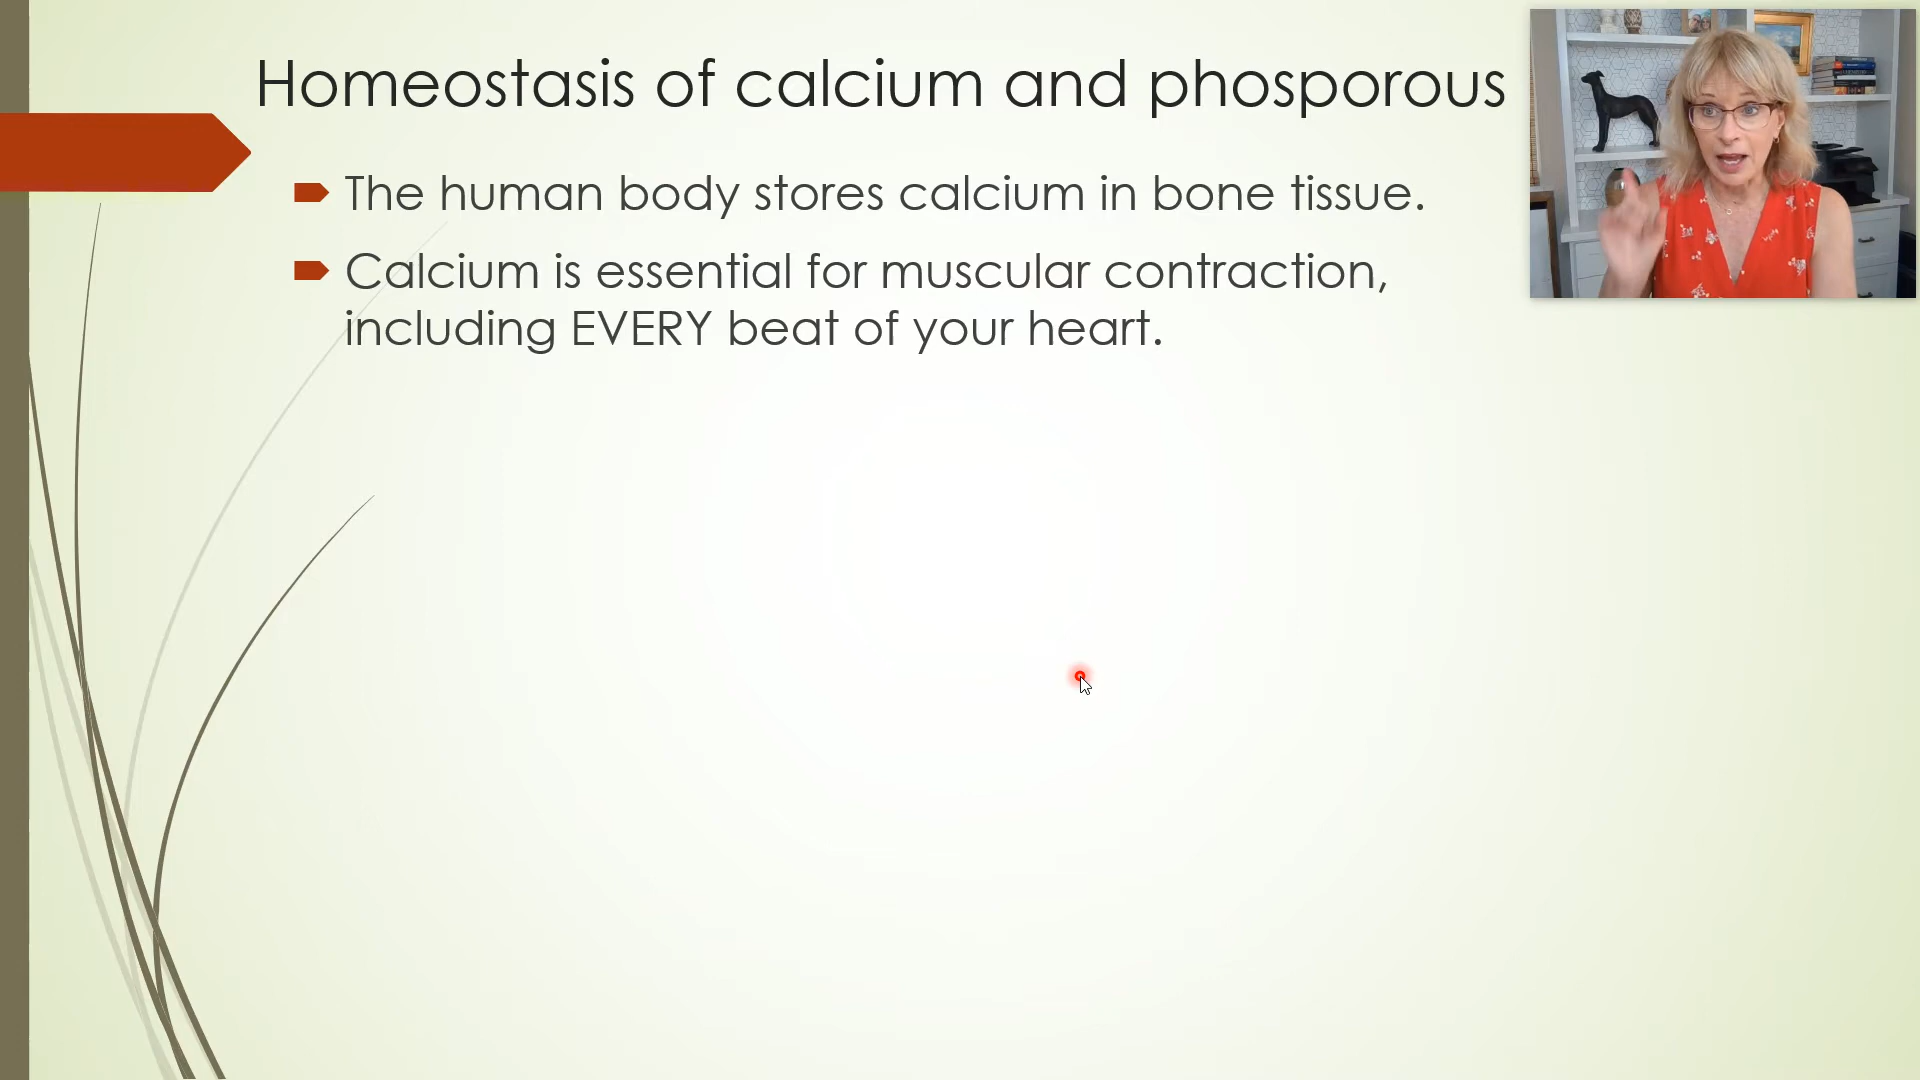 Homeostasis of calcium and phosporous
The human body stores calcium in bone tissue.
Calcium is essential for muscular contraction,
including EVERY beat of your heart.